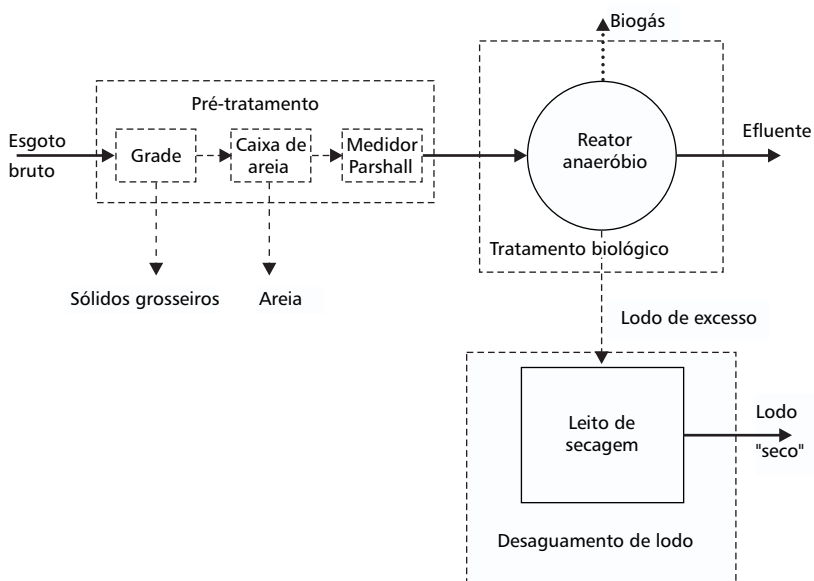 Biogás
Pré-tratamento
Esgoto
bruto
Grade
Caixa de
areia
Medidor
Parshall
Reator
anaeróbio
Efluente
Tratamento biológico
Sólidos grosseiros
Areia
Lodo de excesso
Leito de
secagem
Lodo
"seco"
Desaguamento de lodo